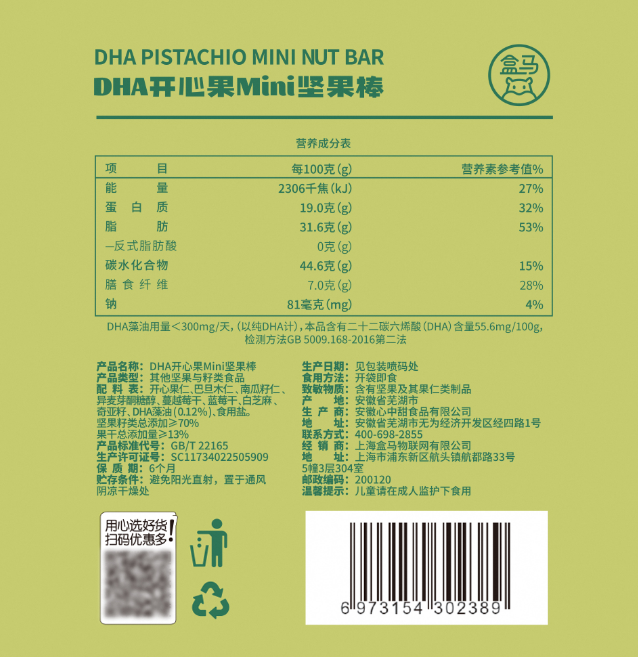 DHA PISTACHIO MINI NUT BAR
DHA开心果Mini坚果棒
盒马
营养成分表
项 目 每100克(g) 营养素参考值%
能 量 2306千焦(kJ) 27%
蛋 白 质 19.0克(g) 32%
脂 肪 31.6克(g) 53%
—反式脂肪酸 0克(g)
碳水化合物 44.6克(g) 15%
膳食纤维 7.0克(g) 28%
钠 81毫克(mg) 4%
DHA藻油用量＜300mg/天，（以纯DHA计），本品含有二十二碳六烯酸（DHA）含量55.6mg/100g,
检测方法GB 5009.168-2016第二法
产品名称：DHA开心果Mini坚果棒
产品类型：其他坚果与籽类食品
配 料 表：开心果仁、巴旦木仁、南瓜籽仁、
异麦芽酮糖醇、蔓越莓干、蓝莓干、白芝麻、
奇亚籽、DHA藻油(0.12%)、食用盐。
坚果籽类总添加≥70%
果干总添加量≥13%
产品标准代号：GB/T 22165
生产许可证号：SC11734022505909
保 质 期：6个月
贮存条件：避免阳光直射，置于通风
阴凉干燥处
生产日期：见包装喷码处
食用方法：开袋即食
致敏物质：含有坚果及其果仁类制品
产 地：安徽省芜湖市
生 产 商：安徽心中甜食品有限公司
地 址：安徽省芜湖市无为经济开发区经四路1号
联系方式：400-698-2855
经 销 商：上海盒马物联网有限公司
地 址：上海市浦东新区航头镇航都路33号
5幢3层304室
邮政编码：200120
温馨提示：儿童请在成人监护下食用
用心选好货
扫码优惠多！
6 973154 302389